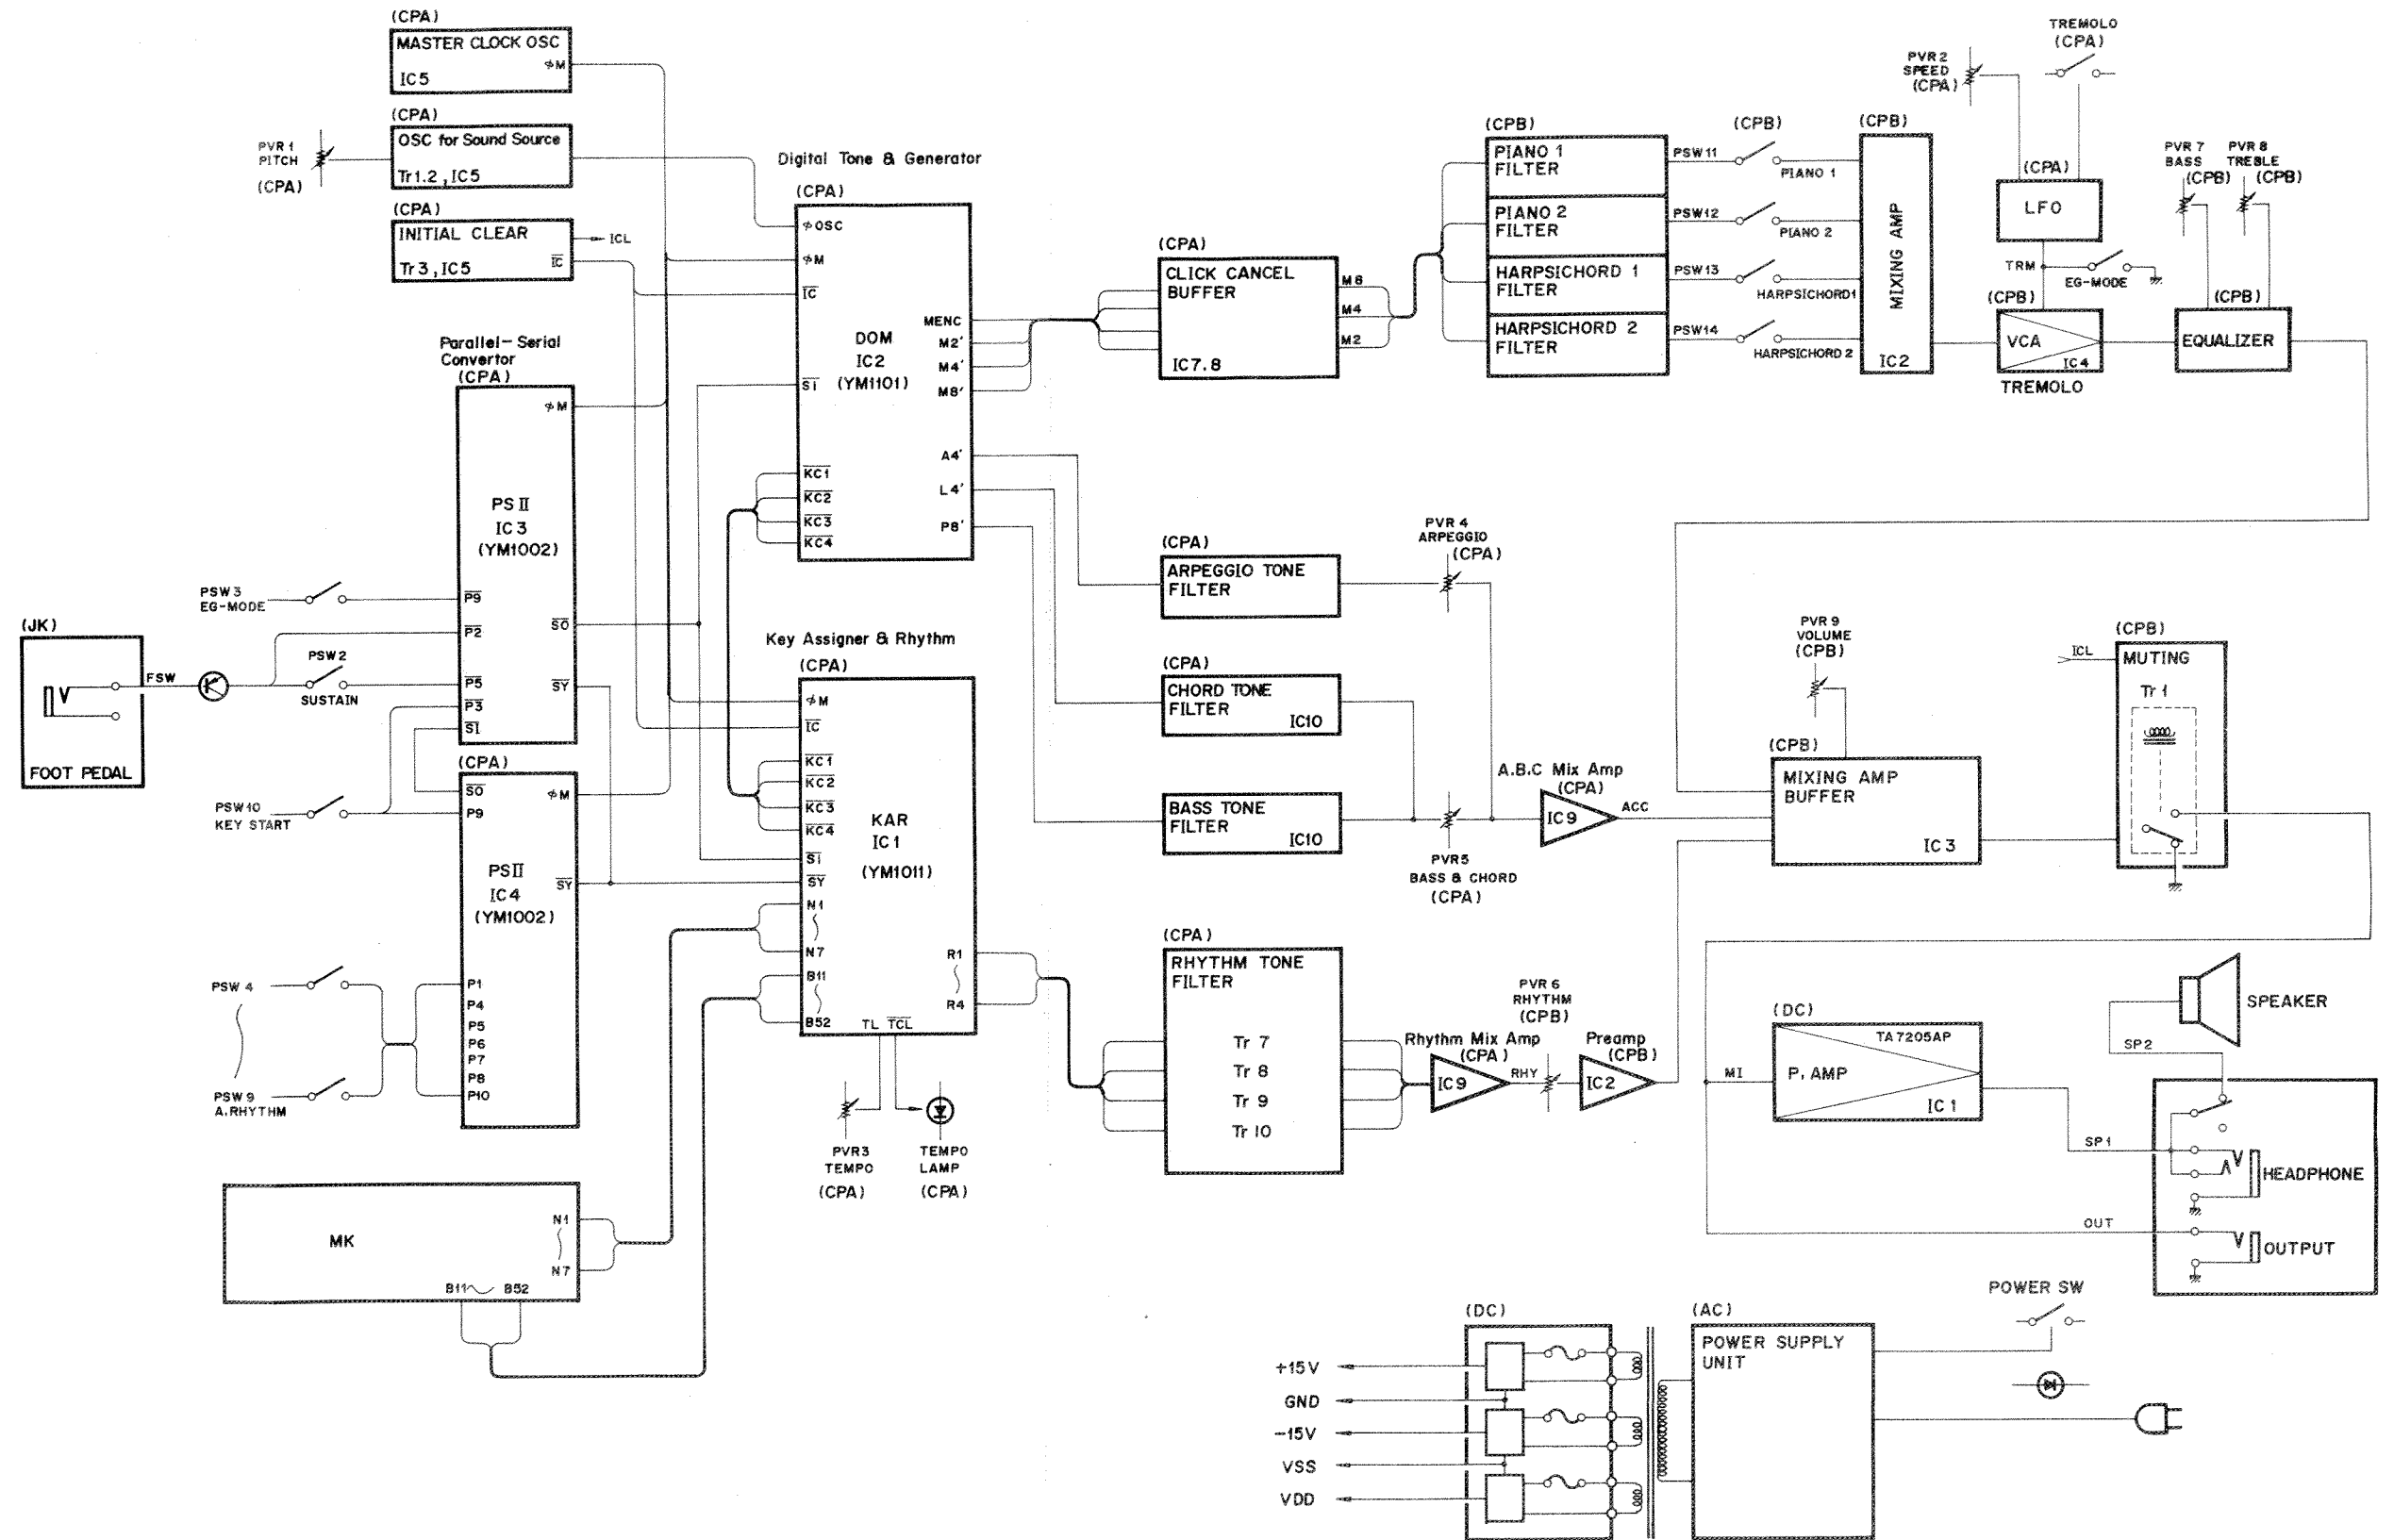 (CPA)
MASTER CLOCK OSC
φM
IC5
(CPA)
OSC for Sound Source
Tr1.2, IC5
PVR 1
PITCH
(CPA)
(CPA)
INITIAL CLEAR
ICL
Tr3, IC5
IC
Parallel-Serial
Convertor
(CPA)
φM
PS II
IC 3
(YM1002)
P9
P2
SO
P5
SY
P3
SI
PSW3
EG-MODE
(JK)
FSW
FOOT PEDAL
PSW2
SUSTAIN
PSW10
KEY START
(CPA)
SO
φM
P9
PSII
IC4
(YM1002)
SY
P1
P4
P5
P6
P7
P8
P10
PSW 4
PSW 9
A.RHYTHM
MK
N1
N7
B11
B52
Digital Tone & Generator
(CPA)
φOSC
φM
IC
DOM
IC2
(YM1101)
MENC
M2'
M4'
M8'
SI
A4'
KC1
KC2
KC3
KC4
L4'
P8'
Key Assigner & Rhythm
(CPA)
φM
IC
KC1
KC2
KC3
KC4
KAR
IC1
(YM1011)
SI
SY
N1
N7
B11
B52
R1
R4
TL
TCL
PVR3
TEMPO
(CPA)
TEMPO
LAMP
(CPA)
(CPA)
CLICK CANCEL
BUFFER
IC7.8
M8
M4
M2
(CPB)
PIANO 1
FILTER
PIANO 2
FILTER
HARPSICHORD 1
FILTER
HARPSICHORD 2
FILTER
(CPB)
PSW11
PIANO 1
PSW12
PIANO 2
PSW13
HARPSICHORD1
PSW14
HARPSICHORD 2
(CPB)
MIXING AMP
IC2
PVR 2
SPEED
(CPA)
TREMOLO
(CPA)
(CPA)
LFO
TRM
EG-MODE
(CPB)
VCA
IC4
TREMOLO
PVR 7
BASS
(CPB)
PVR 8
TREBLE
(CPB)
(CPB)
EQUALIZER
(CPA)
ARPEGGIO TONE
FILTER
PVR 4
ARPEGGIO
(CPA)
(CPA)
CHORD TONE
FILTER
IC10
BASS TONE
FILTER
IC10
PVR5
BASS & CHORD
(CPA)
A.B.C Mix Amp
(CPA)
IC9
ACC
PVR 9
VOLUME
(CPB)
(CPB)
MIXING AMP
BUFFER
IC 3
(CPB)
ICL
MUTING
Tr 1
(CPA)
RHYTHM TONE
FILTER
Tr 7
Tr 8
Tr 9
Tr 10
Rhythm Mix Amp
(CPA)
IC9
RHY
PVR 6
RHYTHM
(CPB)
Preamp
(CPB)
IC2
(DC)
TA7205AP
MI
P. AMP
IC 1
SPEAKER
SP2
SP1
HEADPHONE
OUT
OUTPUT
(DC)
+15V
GND
-15V
VSS
VDD
(AC)
POWER SUPPLY
UNIT
POWER SW